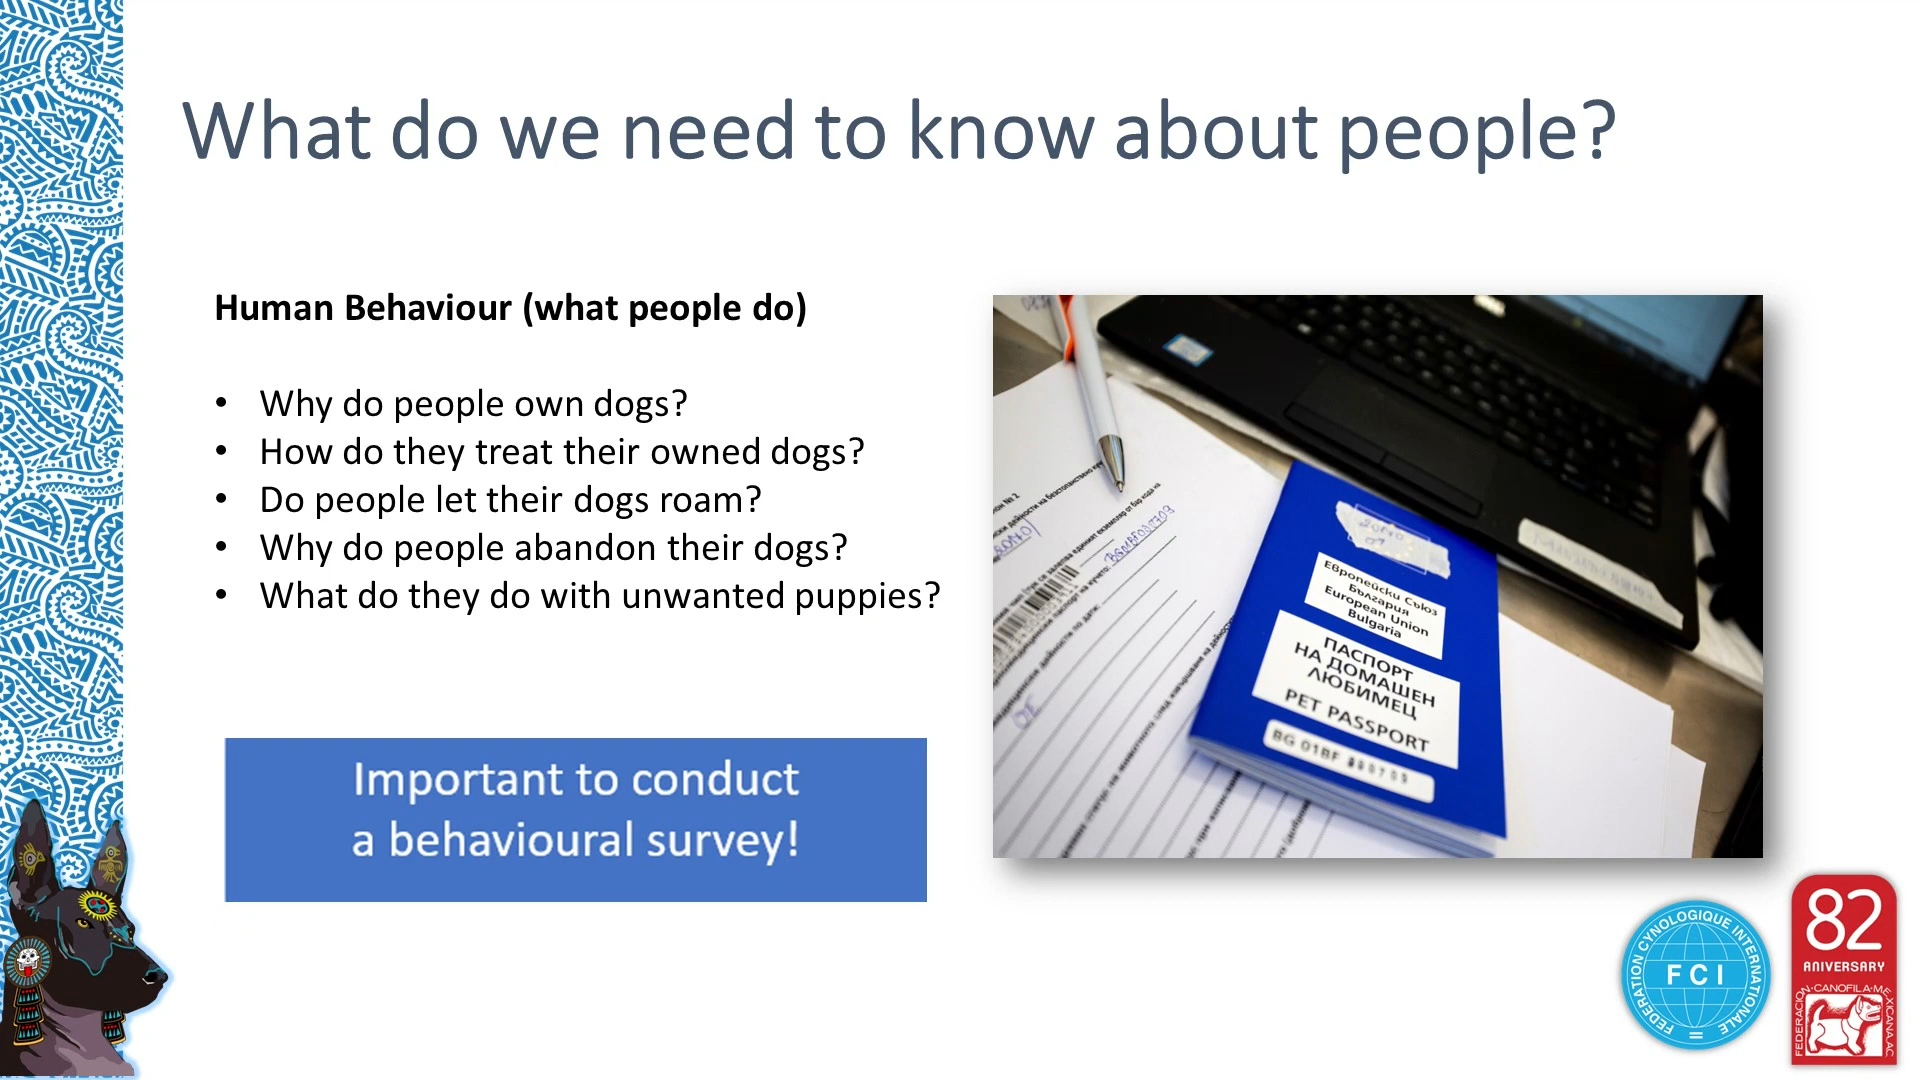 What do we need to know about people?
Human Behaviour (what people do)
• Why do people own dogs?
• How do they treat their owned dogs?
• Do people let their dogs roam?
• Why do people abandon their dogs?
• What do they do with unwanted puppies?
Important to conduct
a behavioural survey!
Европейски Съюз
България
European Union
Bulgaria
ПАСПОРТ
НА ДОМАШЕН
ЛЮБИМЕЦ
PET PASSPORT
BG 01BF
FEDERATION CYNOLOGIQUE INTERNATIONALE
FCI
82
ANIVERSARY
FEDERACION·CANOFILA·MEXICANA,AC